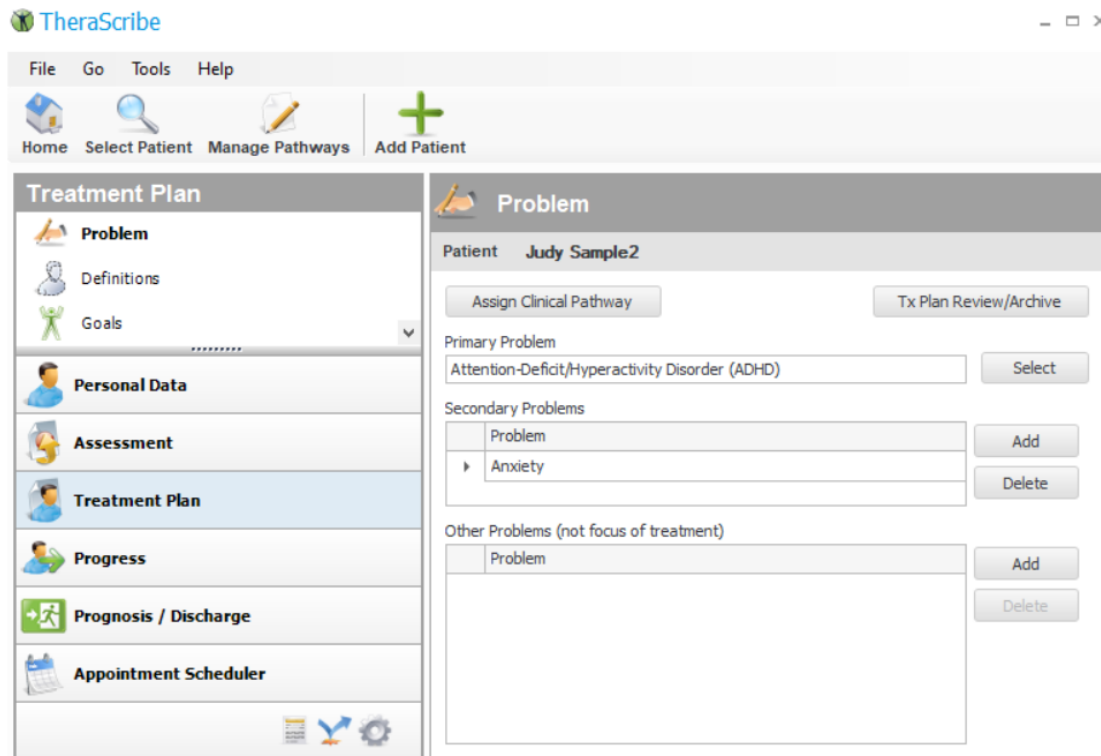 TheraScribe
File Go Tools Help
Home Select Patient Manage Pathways Add Patient
Treatment Plan
Problem
Definitions
Goals
Personal Data
Assessment
Treatment Plan
Progress
Prognosis / Discharge
Appointment Scheduler
Problem
Patient Judy Sample2
Assign Clinical Pathway Tx Plan Review/Archive
Primary Problem
Attention-Deficit/Hyperactivity Disorder (ADHD) Select
Secondary Problems
Problem Add
Anxiety
Delete
Other Problems (not focus of treatment)
Problem Add
Delete